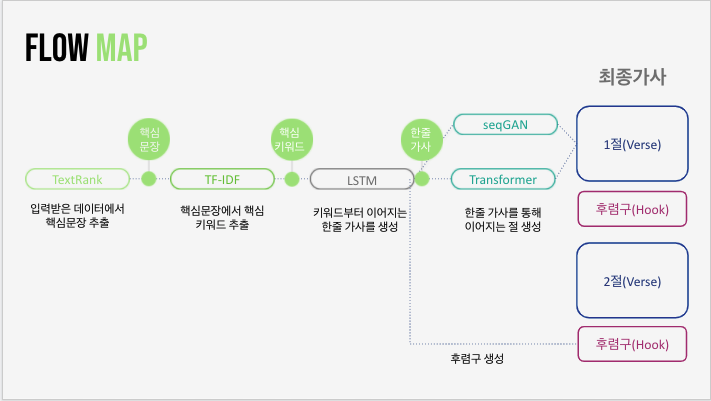 FLOW MAP
최종가사
핵심
문장
핵심
키워드
한줄
가사
seqGAN
1절(Verse)
TextRank
TF-IDF
LSTM
Transformer
입력받은 데이터에서
핵심문장 추출
핵심문장에서 핵심
키워드 추출
키워드부터 이어지는
한줄 가사를 생성
한줄 가사를 통해
이어지는 절 생성
후렴구(Hook)
2절(Verse)
후렴구(Hook)
후렴구 생성